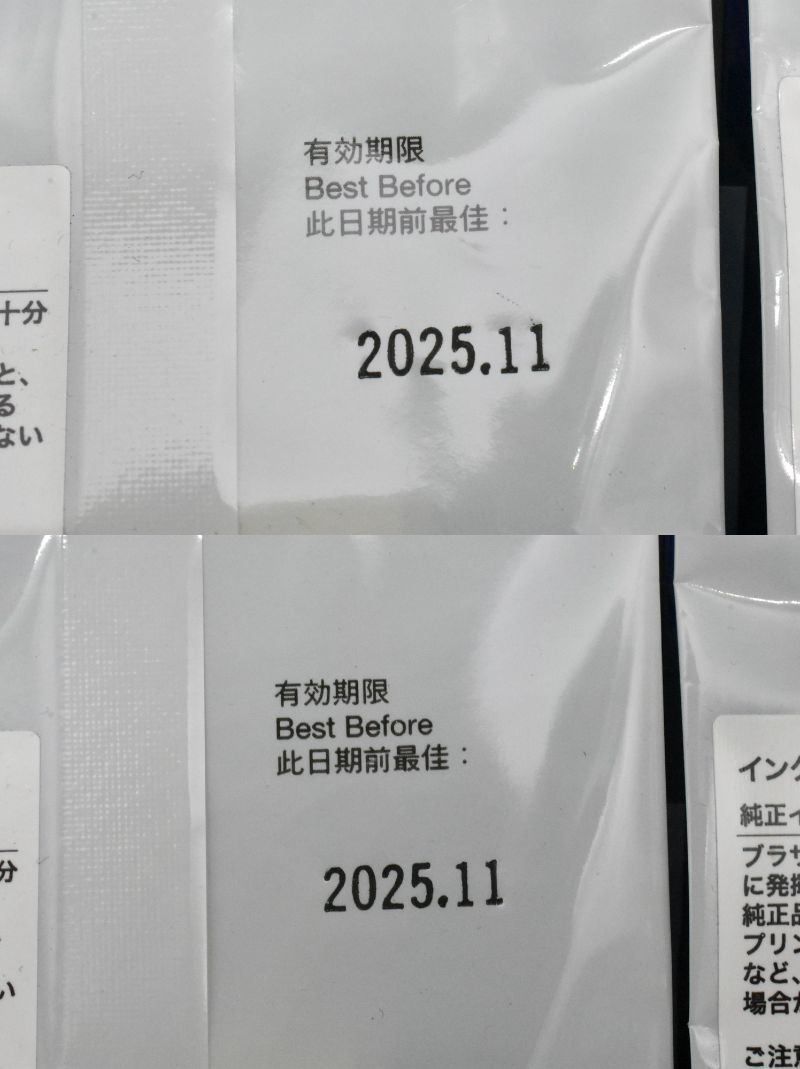 有効期限
Best Before
此日期前最佳：
2025.11
十分
と、
る
ない
有効期限
Best Before
此日期前最佳：
2025.11
分
い
イン
純正イ
ブラ
に発揮
純正品
プリン
など、
場合が
ご注意